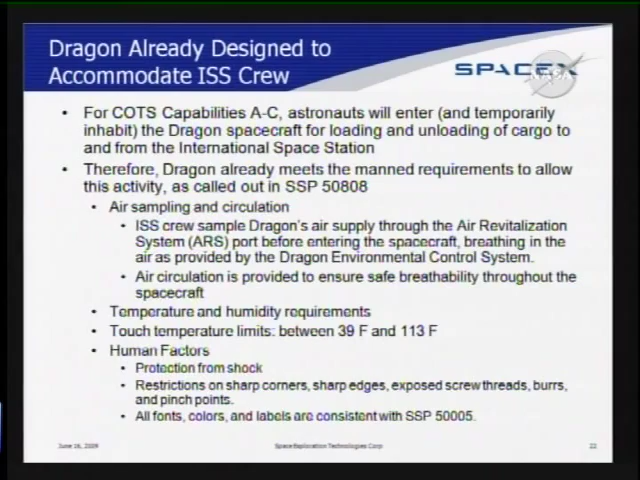 Dragon Already Designed to
Accommodate ISS Crew
SPACEX
NASA
• For COTS Capabilities A-C, astronauts will enter (and temporarily
inhabit) the Dragon spacecraft for loading and unloading of cargo to
and from the International Space Station
• Therefore, Dragon already meets the manned requirements to allow
this activity, as called out in SSP 50808
• Air sampling and circulation
• ISS crew sample Dragon's air supply through the Air Revitalization
System (ARS) port before entering the spacecraft, breathing in the
air as provided by the Dragon Environmental Control System.
• Air circulation is provided to ensure safe breathability throughout the
spacecraft
• Temperature and humidity requirements
• Touch temperature limits: between 39 F and 113 F
• Human Factors
• Protection from shock
• Restrictions on sharp corners, sharp edges, exposed screw threads, burrs,
and pinch points.
• All fonts, colors, and labels are consistent with SSP 50005.
June 16, 2009
Space Exploration Technologies Corp
22